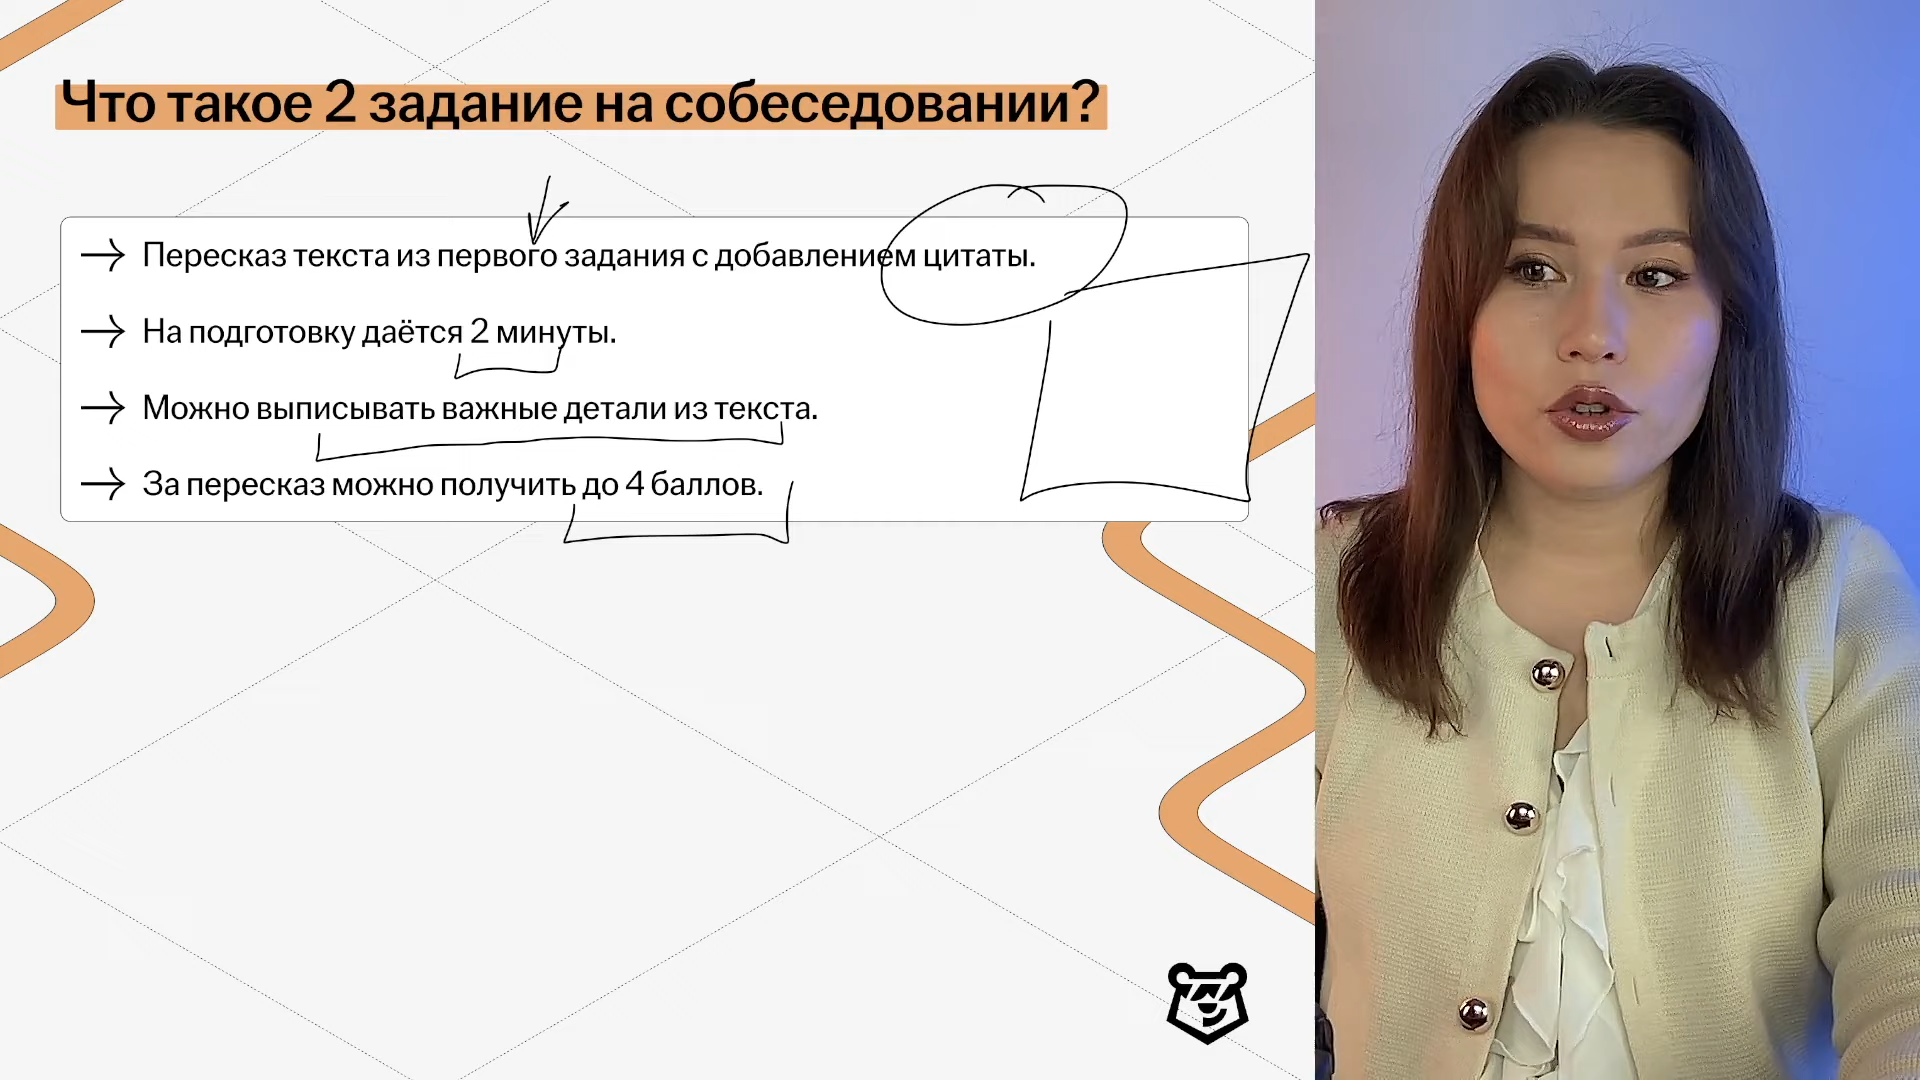 Что такое 2 задание на собеседовании?
→ Пересказ текста из первого задания с добавлением цитаты.
→ На подготовку даётся 2 минуты.
→ Можно выписывать важные детали из текста.
→ За пересказ можно получить до 4 баллов.